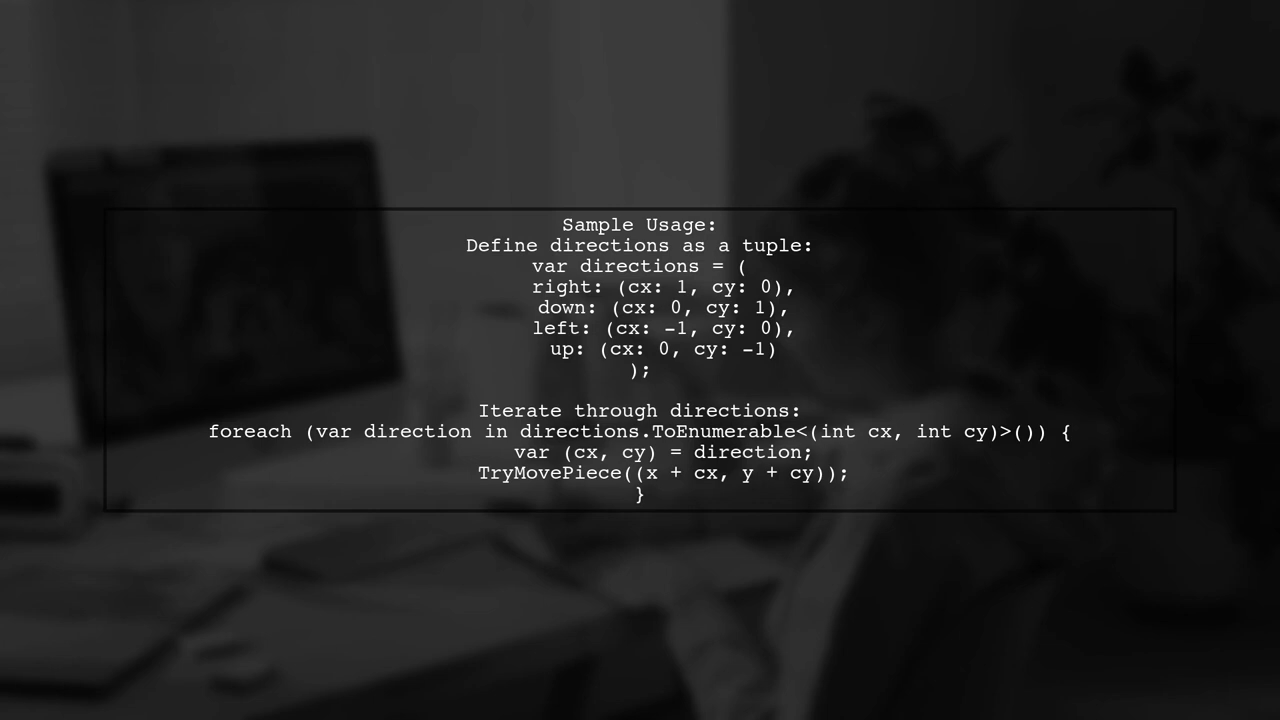 Sample Usage:
Define directions as a tuple:
var directions = (
right: (cx: 1, cy: 0),
down: (cx: 0, cy: 1),
left: (cx: -1, cy: 0),
up: (cx: 0, cy: -1)
);

Iterate through directions:
foreach (var direction in directions.ToEnumerable<(int cx, int cy)>()) {
var (cx, cy) = direction;
TryMovePiece((x + cx, y + cy));
}